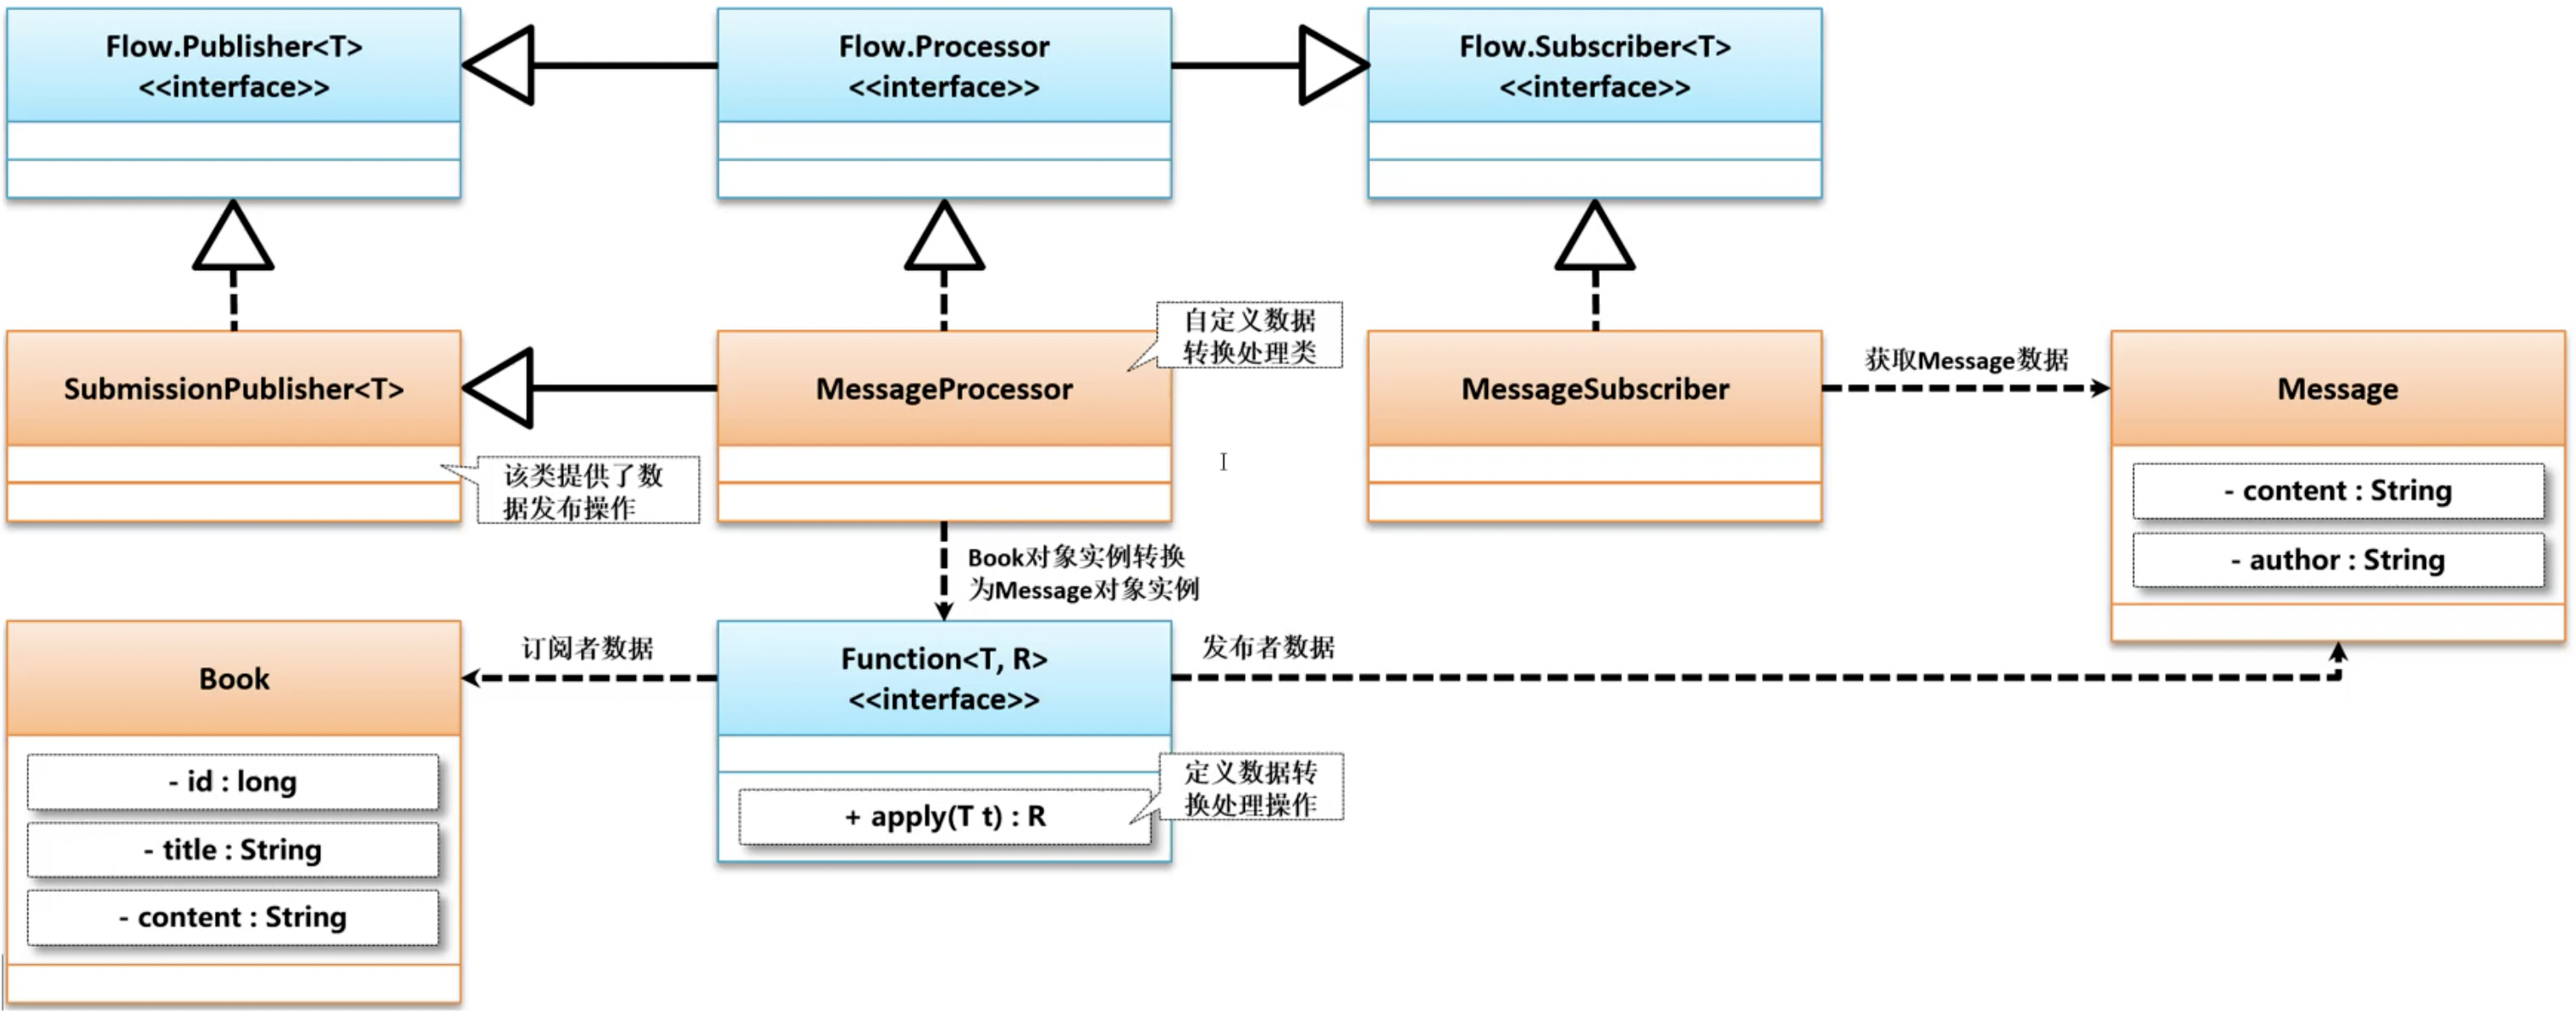 Flow.Publisher<T>
<<interface>>
Flow.Processor
<<interface>>
Flow.Subscriber<T>
<<interface>>
SubmissionPublisher<T>
该类提供了数
据发布操作
MessageProcessor
自定义数据
转换处理类
MessageSubscriber
获取Message数据
Message
- content : String
- author : String
Book对象实例转换
为Message对象实例
Book
- id : long
- title : String
- content : String
订阅者数据
Function<T, R>
<<interface>>
+ apply(T t) : R
定义数据转
换处理操作
发布者数据